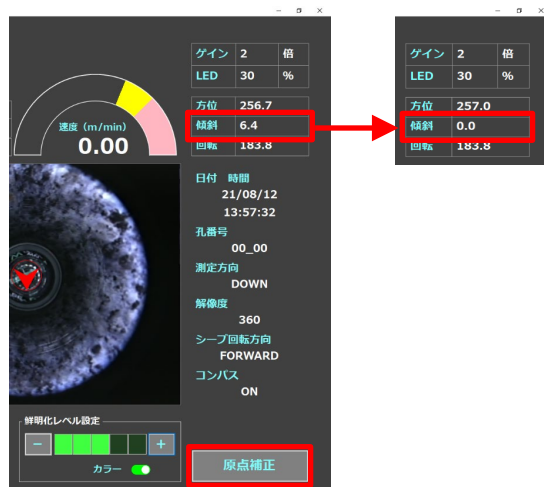 ゲイン 2 倍
LED 30 %
方位 256.7
傾斜 6.4
回転 183.8
速度 (m/min)
0.00
日付 時間
21/08/12
13:57:32
孔番号
00_00
測定方向
DOWN
解像度
360
シーブ回転方向
FORWARD
コンパス
ON
鮮明化レベル設定
− +
カラー
原点補正
ゲイン 2 倍
LED 30 %
方位 257.0
傾斜 0.0
回転 183.8